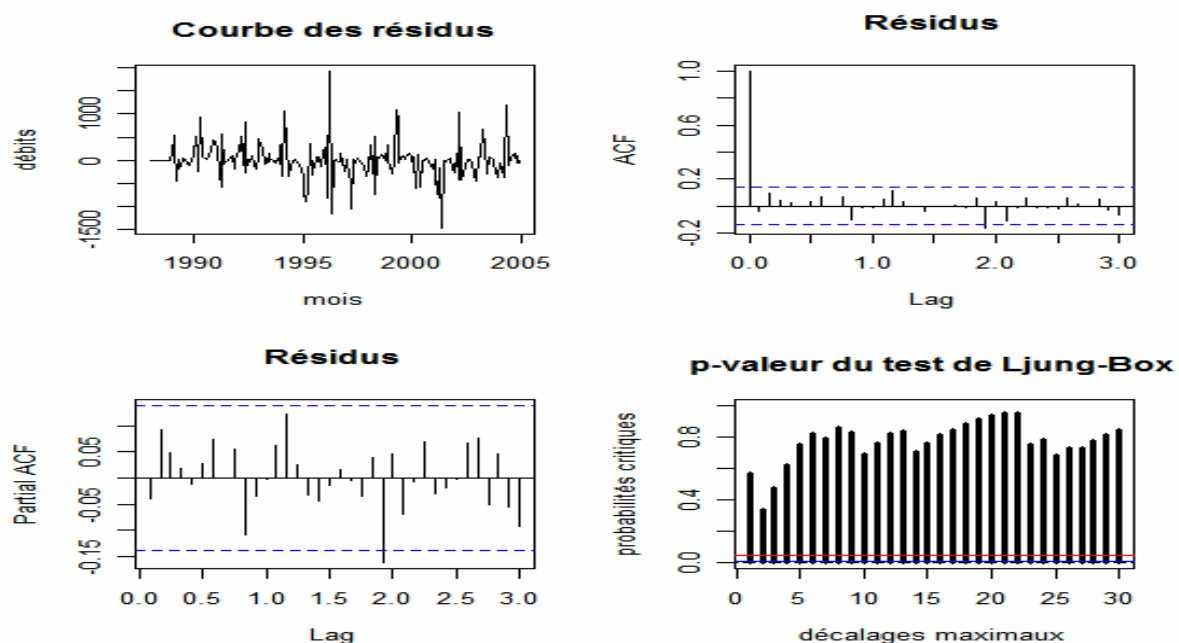 Courbe des résidus
débits
1000
0
-1500
1990
1995
2000
2005
mois
Résidus
ACF
1.0
0.6
0.2
-0.2
0.0
1.0
2.0
3.0
Lag
Résidus
Partial ACF
0.05
-0.05
-0.15
0.0
0.5
1.0
1.5
2.0
2.5
3.0
Lag
p-valeur du test de Ljung-Box
probabilités critiques
0.8
0.4
0.0
0
5
10
15
20
25
30
décalages maximaux